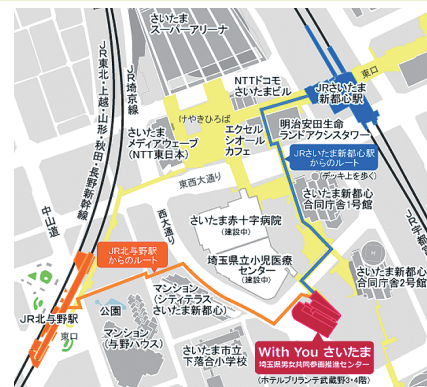 さいたま
スーパーアリーナ
JR東北・上越・山形・秋田・長野新幹線
JR埼京線
NTTドコモ
さいたまビル
JRさいたま
新都心駅
東口
けやきひろば
さいたま
メディアウェーブ
(NTT東日本)
エクセル
シオール
カフェ
明治安田生命
ランドアクシスタワー
JRさいたま新都心駅
からのルート
(デッキ上を歩く)
東西大通り
中山道
西大通り
さいたま新都心
合同庁舎1号館
さいたま赤十字病院
(建設中)
JR宇都宮
JR北与野駅
からのルート
埼玉県立小児医療
センター
(建設中)
さいたま新都心
合同庁舎2号館
マンション
(シティテラス
さいたま新都心)
JR北与野駅
東口
公園
マンション
(与野ハウス)
さいたま市立
下落合小学校
With You さいたま
埼玉県男女共同参画推進センター
(ホテルブリランテ武蔵野3・4階)